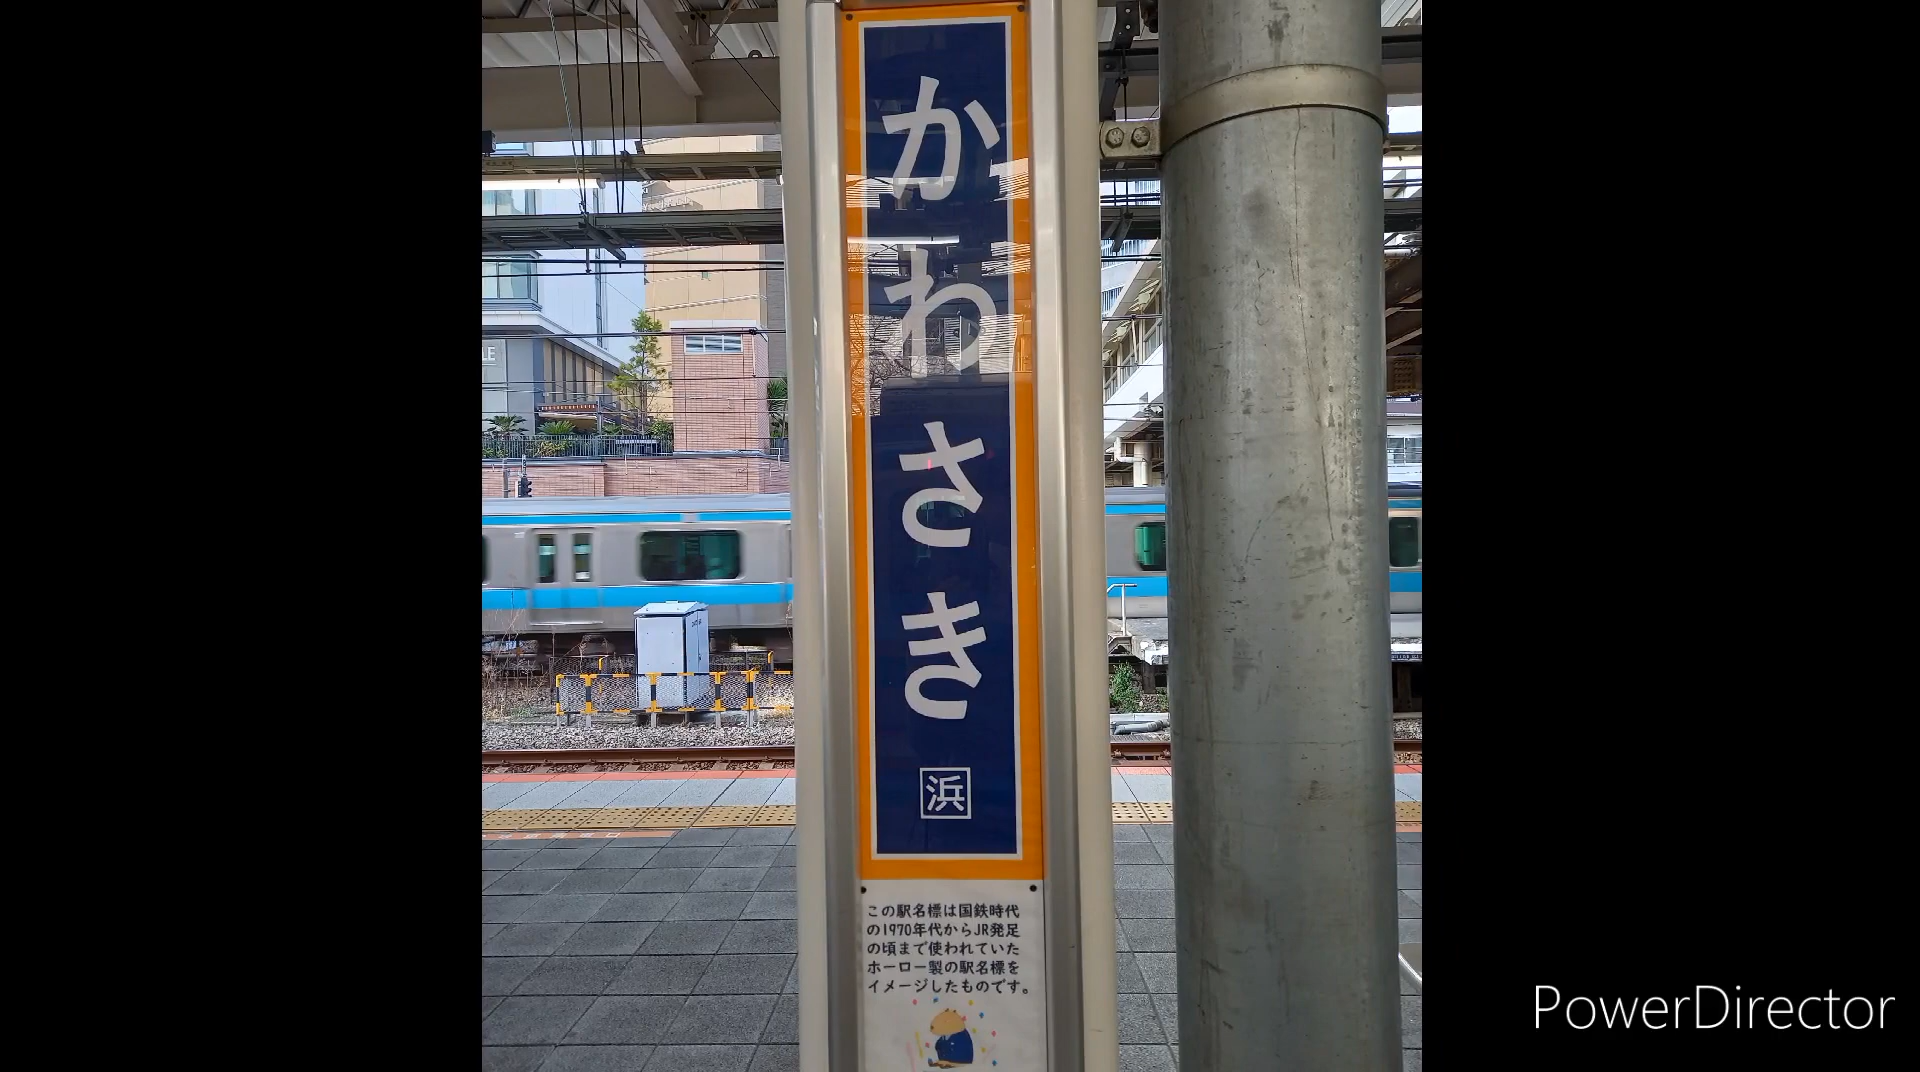 かわさき
浜
この駅名標は国鉄時代
の1970年代からJR発足
の頃まで使われていた
ホーロー製の駅名標を
イメージしたものです。
PowerDirector